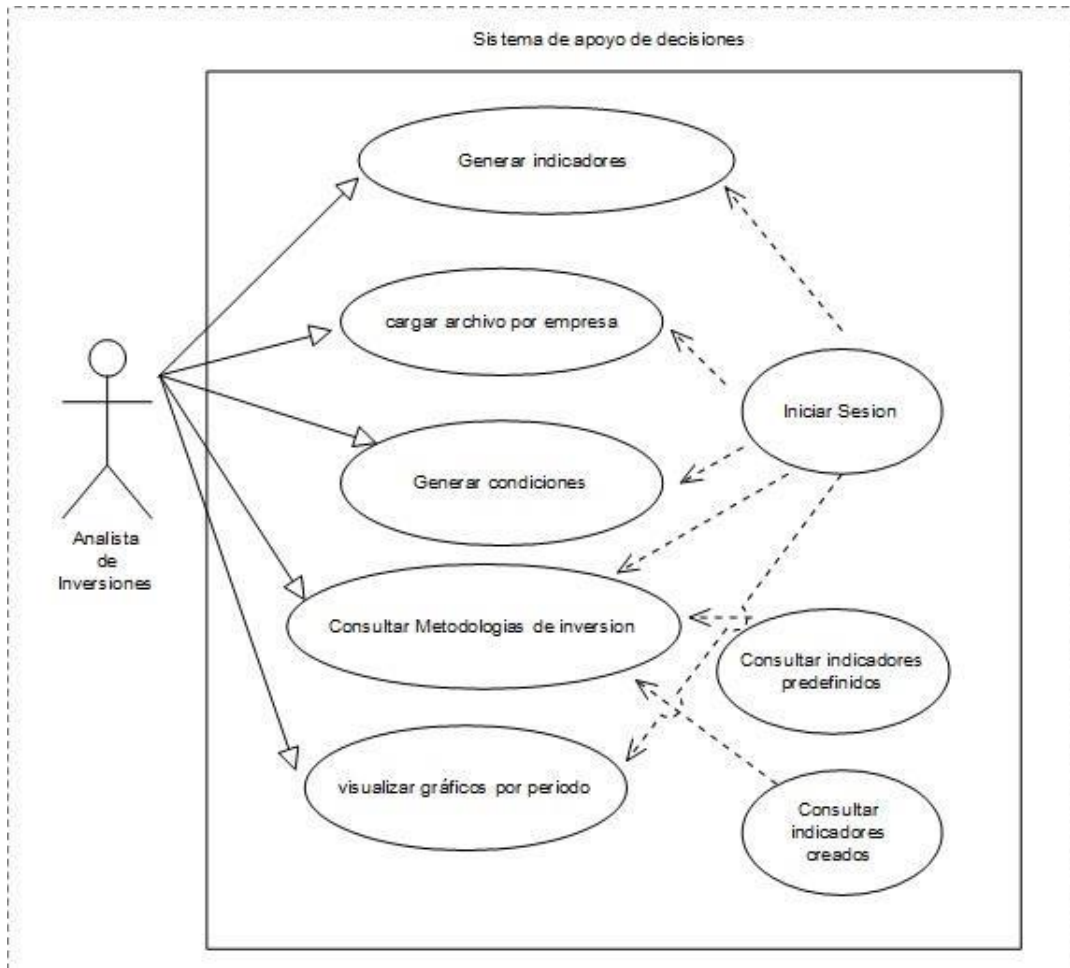 Sistema de apoyo de decisiones
Generar indicadores
cargar archivo por empresa
Iniciar Sesion
Generar condiciones
Analista
de
Inversiones
Consultar Metodologias de inversion
Consultar indicadores
predefinidos
visualizar gráficos por periodo
Consultar
indicadores
creados